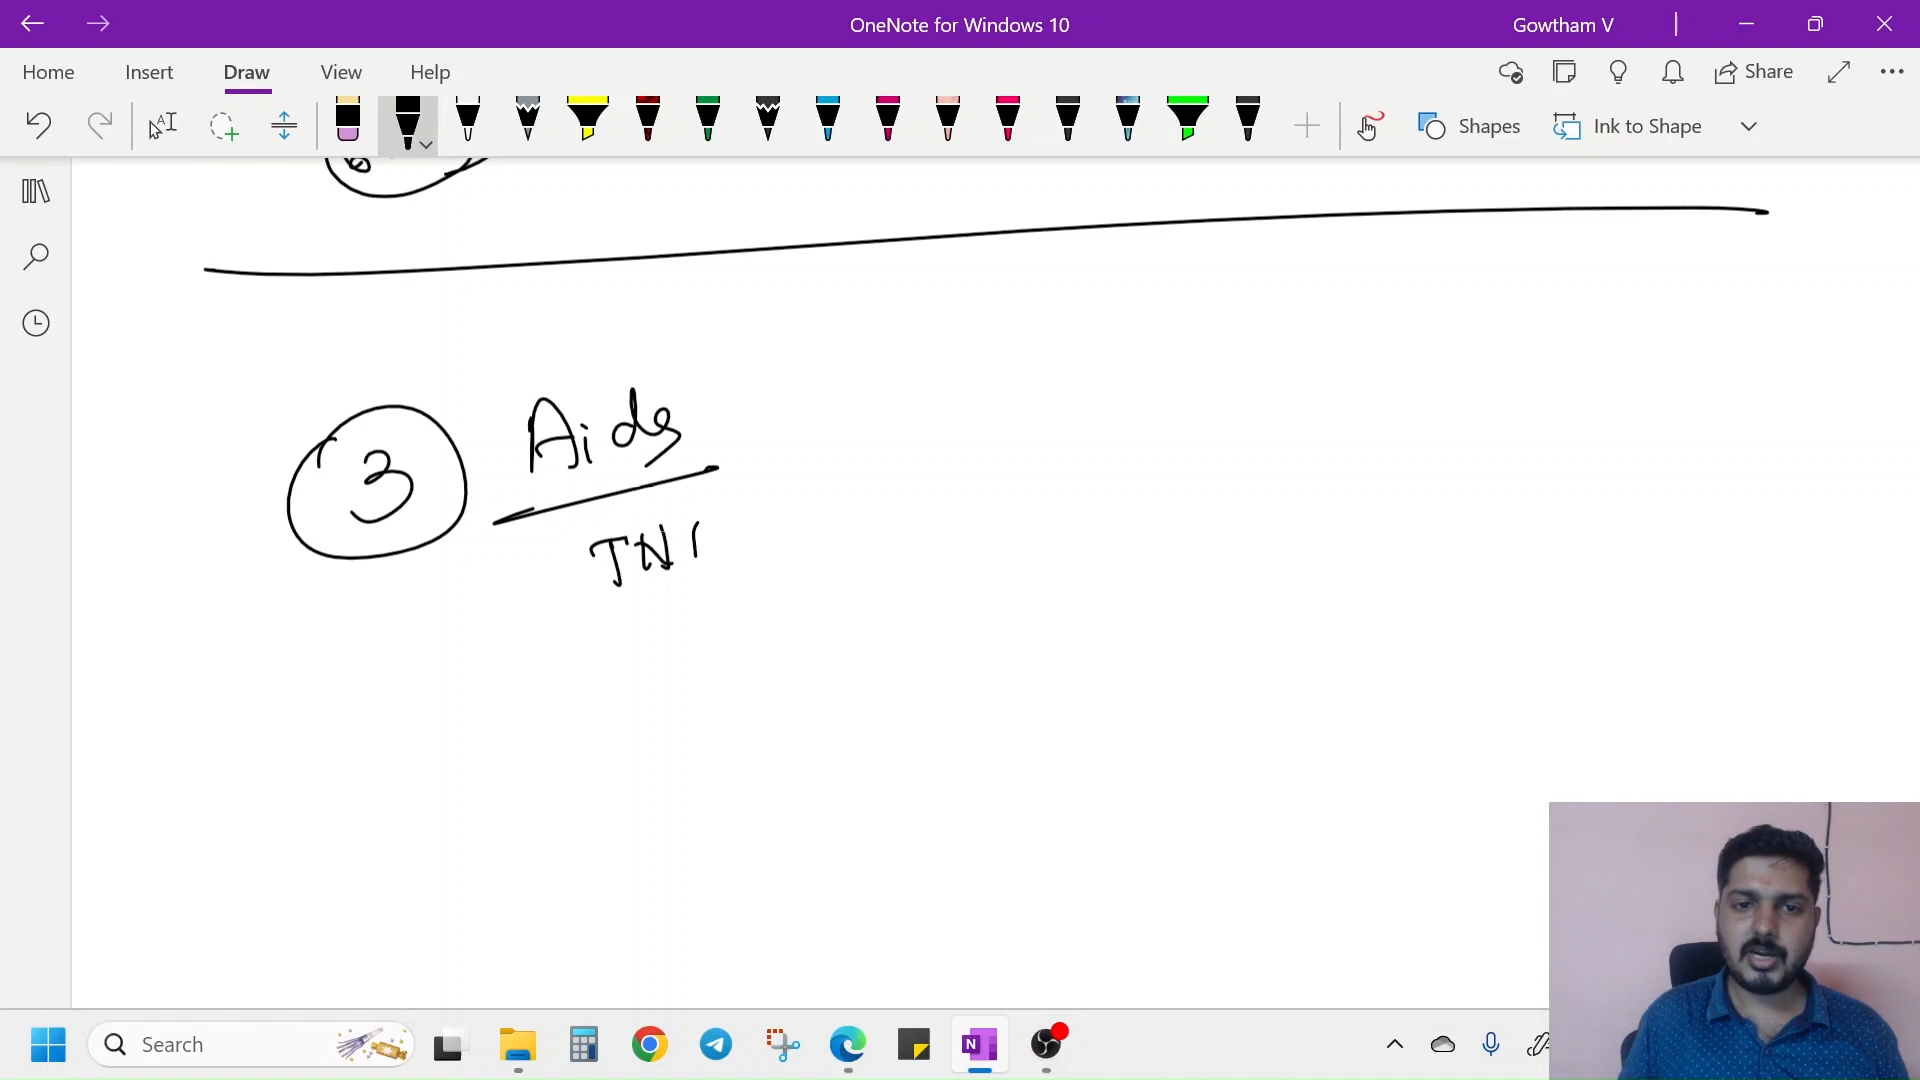 OneNote for Windows 10
Gowtham V
Home Insert Draw View Help
Share
Shapes
Ink to Shape
3
Aids
TN
Search